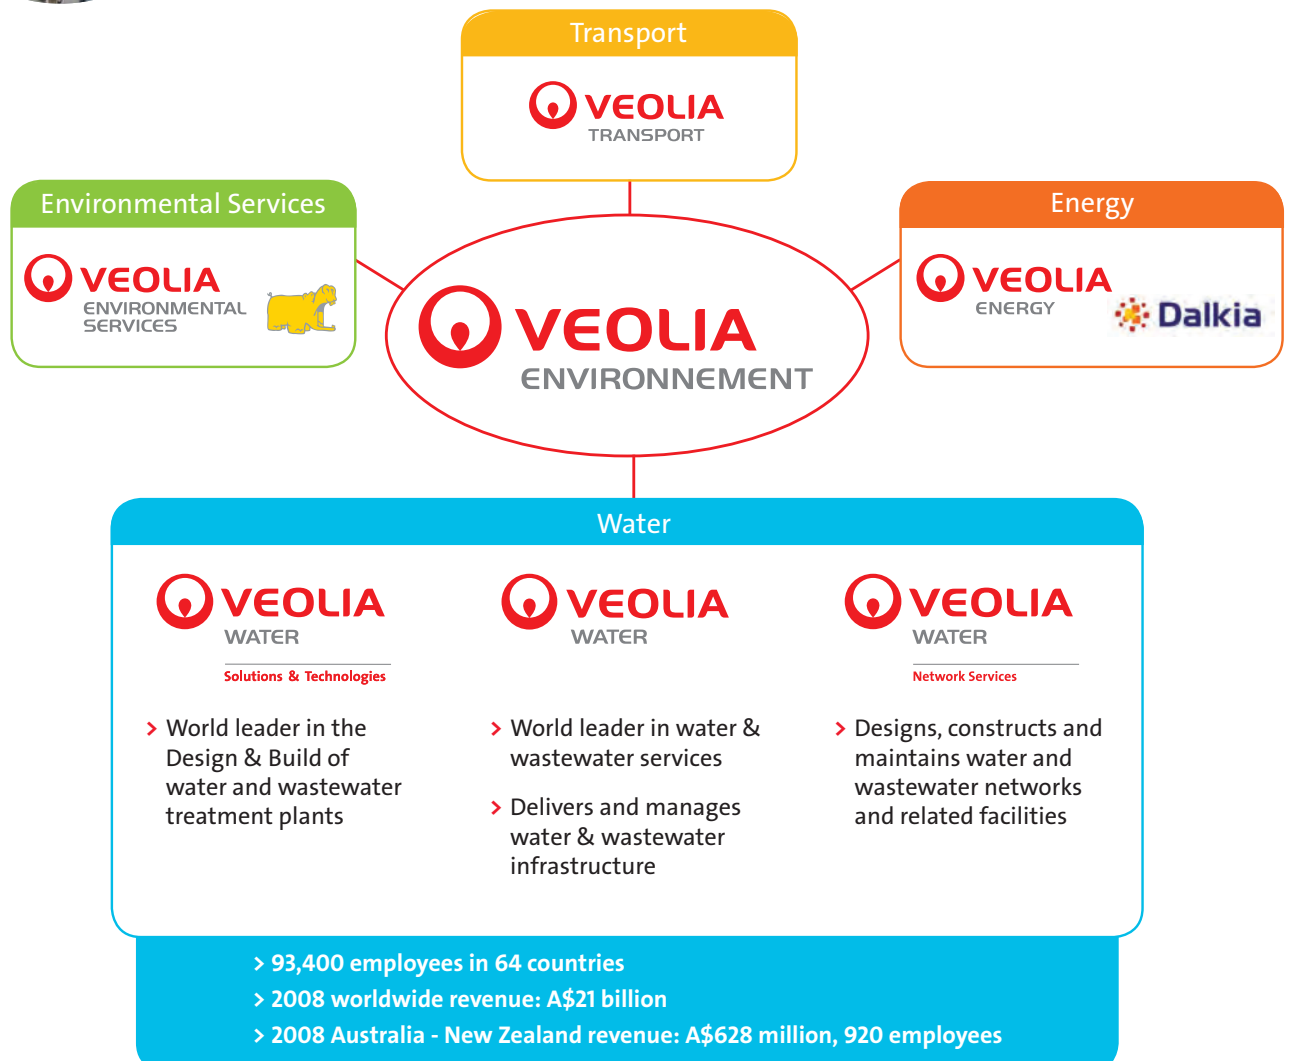 Transport
VEOLIA
TRANSPORT
Environmental Services
VEOLIA
ENVIRONMENTAL
SERVICES
Energy
VEOLIA
ENERGY
Dalkia
VEOLIA
ENVIRONNEMENT
Water
VEOLIA
WATER
Solutions & Technologies
> World leader in the
Design & Build of
water and wastewater
treatment plants
VEOLIA
WATER
> World leader in water &
wastewater services
> Delivers and manages
water & wastewater
infrastructure
VEOLIA
WATER
Network Services
> Designs, constructs and
maintains water and
wastewater networks
and related facilities
> 93,400 employees in 64 countries
> 2008 worldwide revenue: A$21 billion
> 2008 Australia - New Zealand revenue: A$628 million, 920 employees